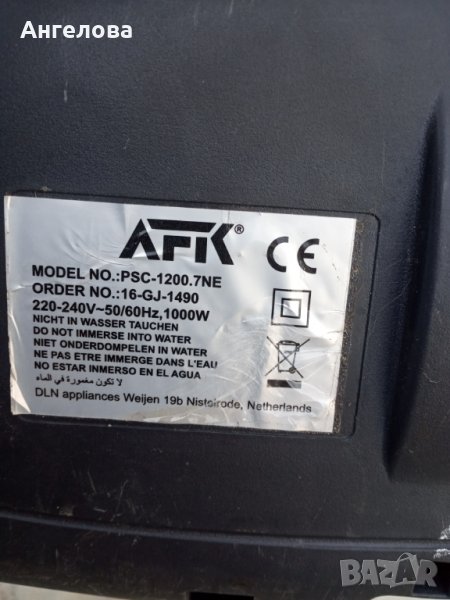 Ангелова
AFK®
CE
MODEL NO.:PSC-1200.7NE
ORDER NO.:16-GJ-1490
220-240V~50/60Hz,1000W
NICHT IN WASSER TAUCHEN
DO NOT IMMERSE INTO WATER
NIET ONDERDOMPELEN IN WATER
NE PAS ETRE IMMERGE DANS L'EAU
NO ESTAR INMERSO EN EL AGUA
لا تكون مغمورة في الماء
DLN appliances Weijen 19b Nistelrode, Netherlands
BAZAR